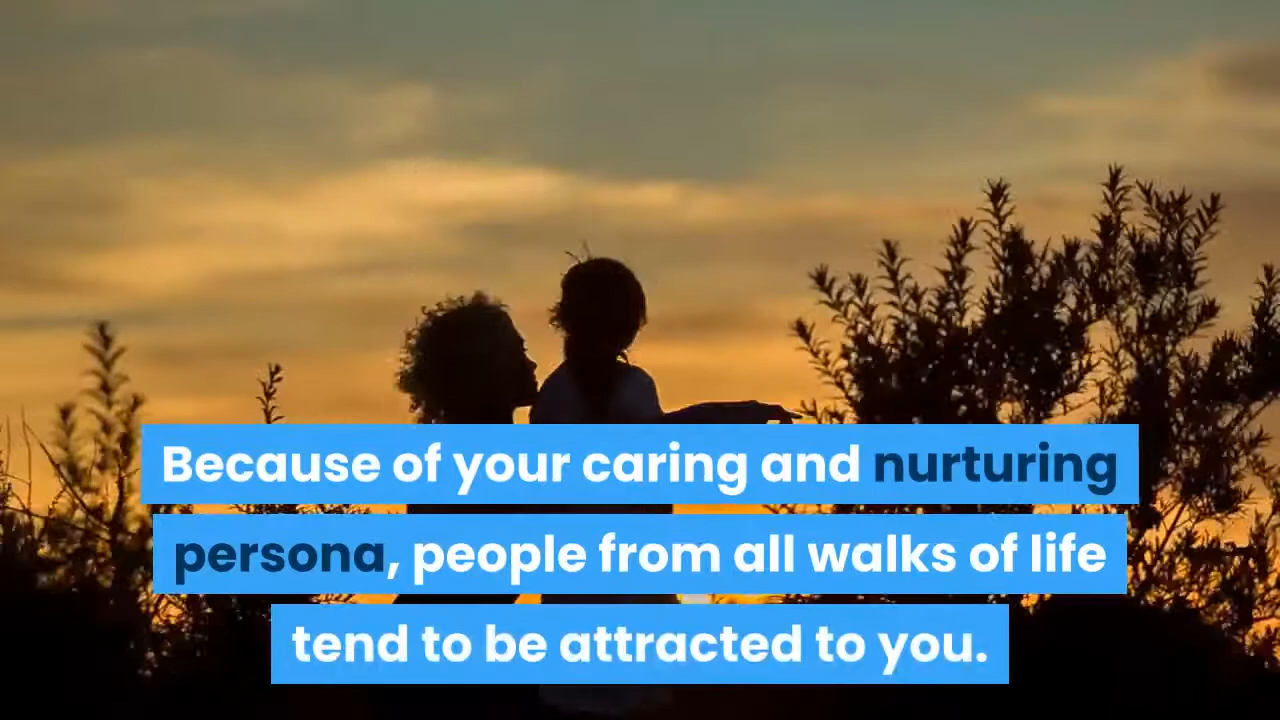 Because of your caring and nurturing
persona, people from all walks of life
tend to be attracted to you.